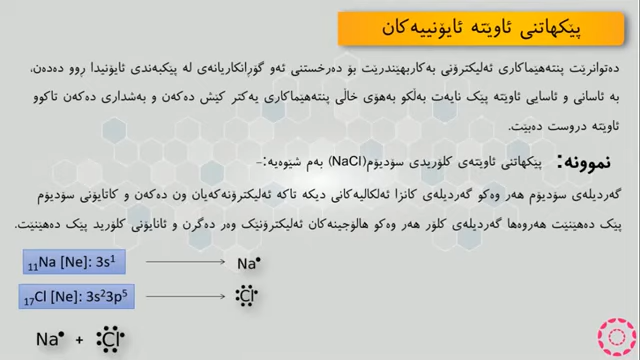 پێکهاتنی ئاوێتە ئایۆنییەکان
دەتوانرێت پنتەهێماکاری ئەلیکترۆنی بەکاربهێندرێت بۆ دەرخستنی ئەو گۆڕانکاریانەی لە پێکبەندی ئایۆنیدا ڕوو دەدەن،
بە ئاسانی و ئاسایی ئاوێتە پێک نایەت بەڵکو بەهۆی خاڵی پنتەهێماکاری یەکتر کێش دەکەن و بەشداری دەکەن تاکوو
ئاوێتە دروست دەبێت.
نموونە: پێکهاتنی ئاوێتەی کلۆریدی سۆدیۆم(NaCl) بەم شێوەیە:-
گەردیلەی سۆدیۆم هەر وەکو گەردیلەی کانزا ئەلکالیەکانی دیکە تاکە ئەلیکترۆنەکەیان ون دەکەن و کاتایۆنی سۆدیۆم
پێک دەهێنێت هەروەها گەردیلەی کلۆر هەر وەکو هالۆجینەکان ئەلیکترۆنێک وەر دەگرن و ئانایۆنی کلۆرید پێک دەهێنێت.
₁₁Na [Ne]: 3s¹ → Na•
₁₇Cl [Ne]: 3s²3p⁵ → Cl
Na• + Cl